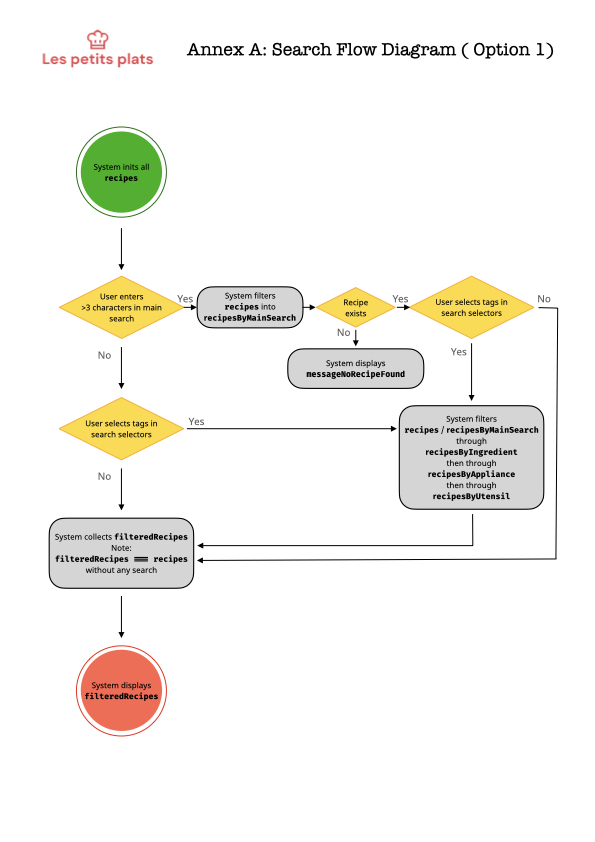 Les petits plats
Annex A: Search Flow Diagram ( Option 1)
System inits all
recipes
User enters
>3 characters in main
search
Yes
System filters
recipes into
recipesByMainSearch
Recipe
exists
Yes
User selects tags in
search selectors
No
No
System displays
messageNoRecipeFound
Yes
No
User selects tags in
search selectors
Yes
System filters
recipes / recipesByMainSearch
through
recipesByIngredient
then through
recipesByAppliance
then through
recipesByUtensil
No
System collects filteredRecipes
Note:
filteredRecipes === recipes
without any search
System displays
filteredRecipes